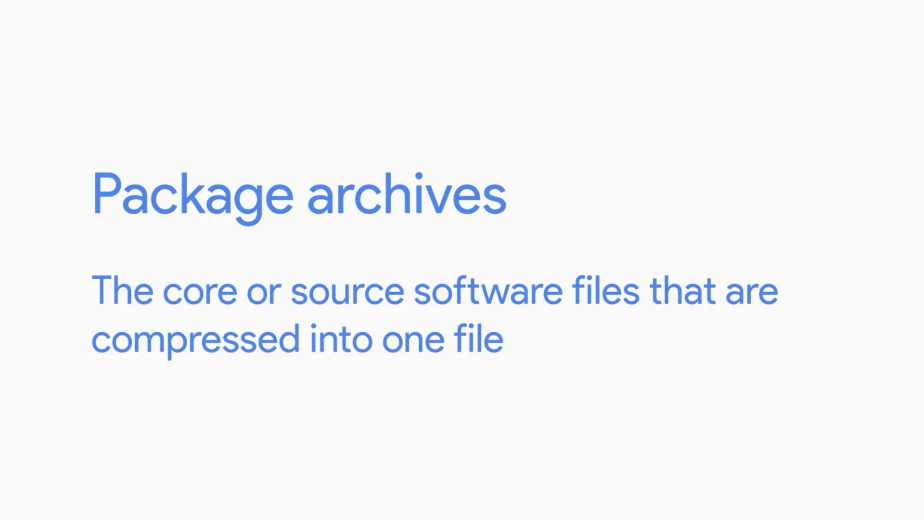 Package archives
The core or source software files that are
compressed into one file